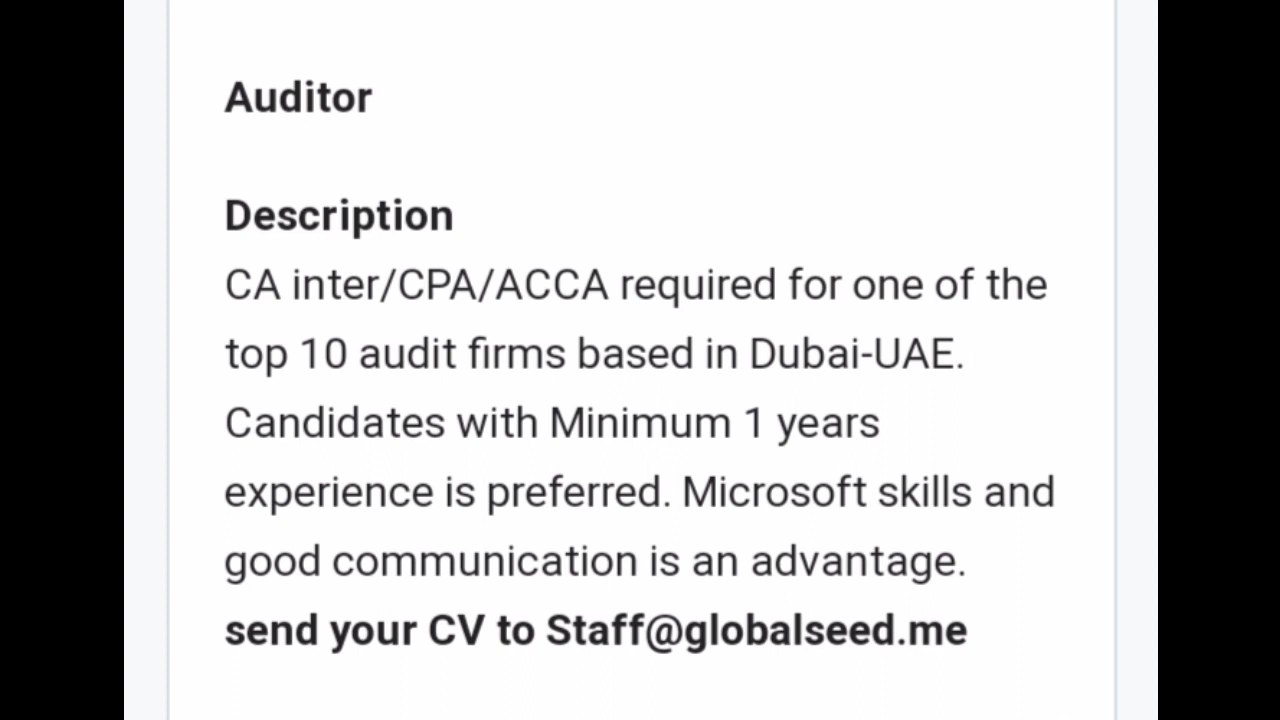 Auditor
Description
CA inter/CPA/ACCA required for one of the
top 10 audit firms based in Dubai-UAE.
Candidates with Minimum 1 years
experience is preferred. Microsoft skills and
good communication is an advantage.
send your CV to Staff@globalseed.me